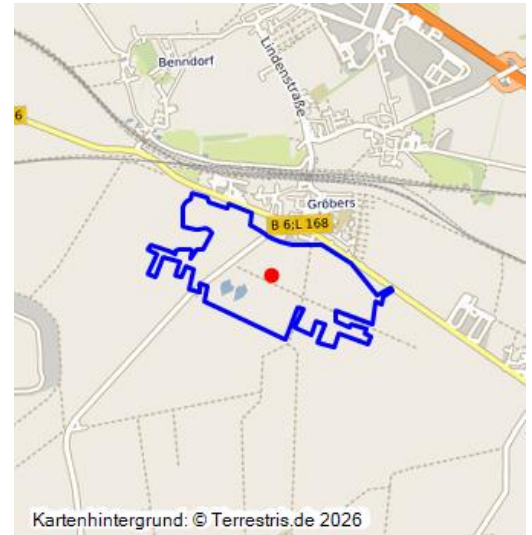 Benndorf
Lindenstraße
6
Gröbers
B 6;L 168
Kartenhintergrund: © Terrestris.de 2026